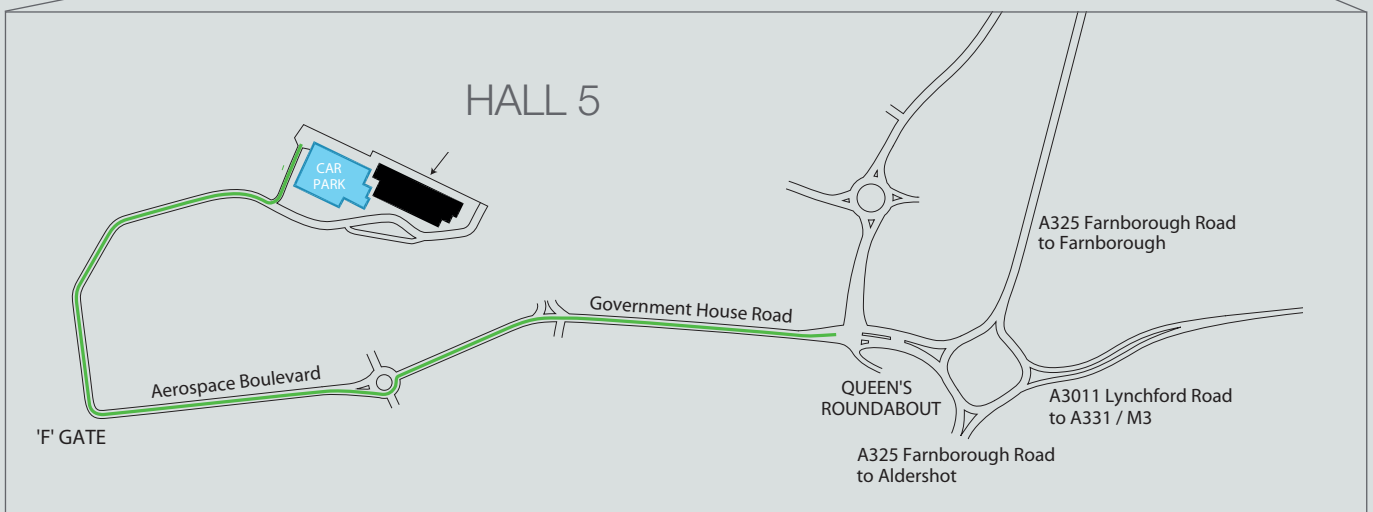 HALL 5
CAR
PARK
A325 Farnborough Road
to Farnborough
Government House Road
Aerospace Boulevard
QUEEN'S
ROUNDABOUT
A3011 Lynchford Road
to A331 / M3
'F' GATE
A325 Farnborough Road
to Aldershot